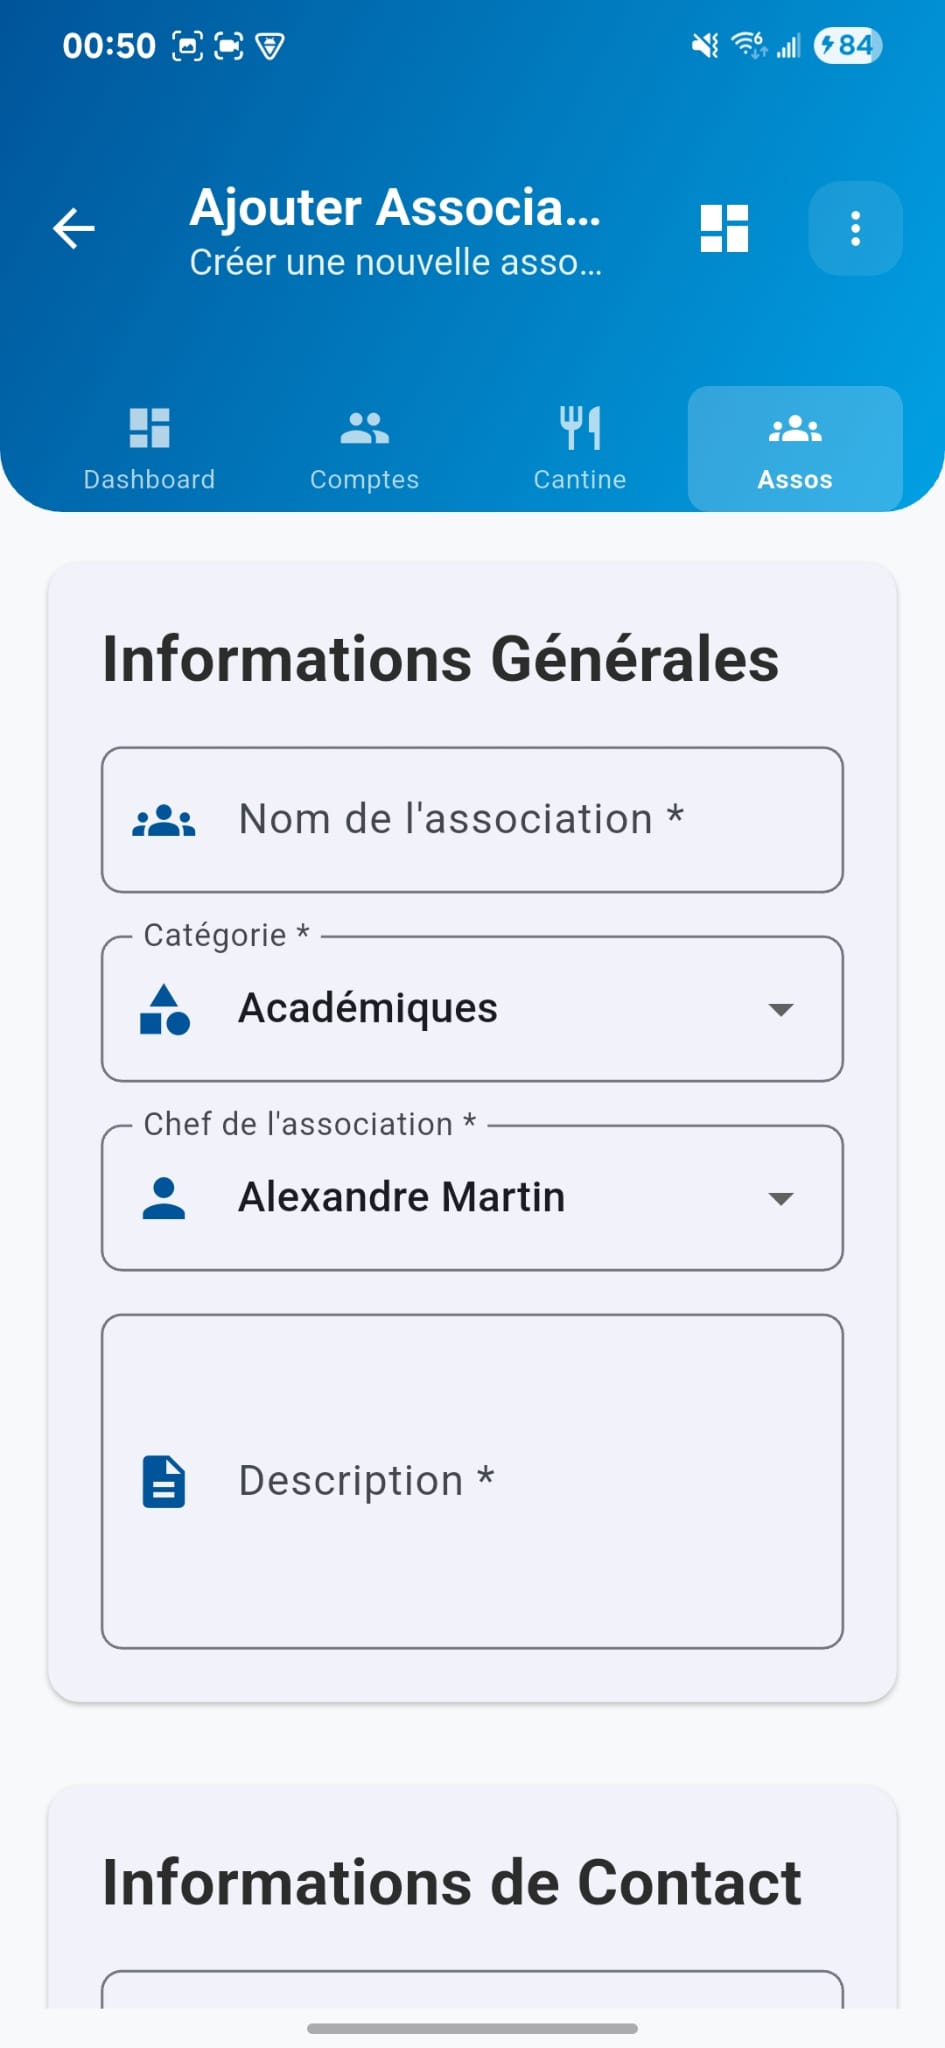 00:50
6
84
Ajouter Associa...
Créer une nouvelle asso...
Dashboard
Comptes
Cantine
Assos
Informations Générales
Nom de l'association *
Catégorie *
Académiques
Chef de l'association *
Alexandre Martin
Description *
Informations de Contact